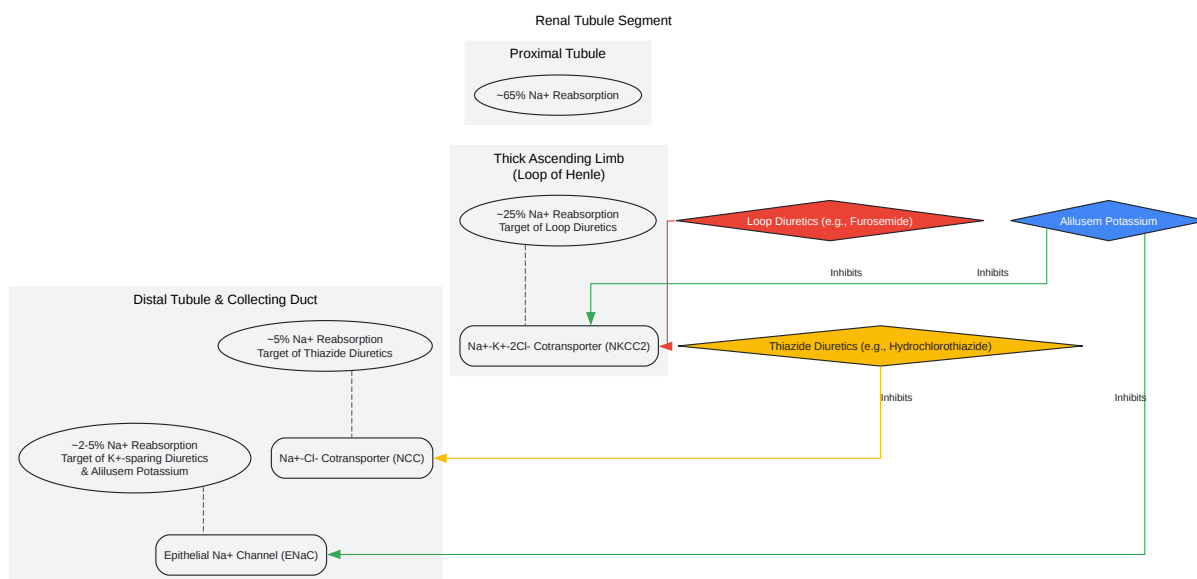 Renal Tubule Segment
Proximal Tubule
~65% Na+ Reabsorption
Thick Ascending Limb
(Loop of Henle)
~25% Na+ Reabsorption
Target of Loop Diuretics
Loop Diuretics (e.g., Furosemide)
Alilusem Potassium
Inhibits
Inhibits
Distal Tubule & Collecting Duct
~5% Na+ Reabsorption
Target of Thiazide Diuretics
Na+-K+-2Cl- Cotransporter (NKCC2)
Thiazide Diuretics (e.g., Hydrochlorothiazide)
Inhibits
Inhibits
~2-5% Na+ Reabsorption
Target of K+-sparing Diuretics
& Alilusem Potassium
Na+-Cl- Cotransporter (NCC)
Epithelial Na+ Channel (ENaC)